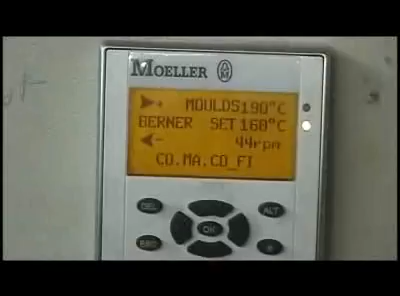 MOELLER
+ MOULDS190°C
BERNER SET160°C
- 44rpm
CO.MA.CO_FI
DEL ALT
OK
ESC *